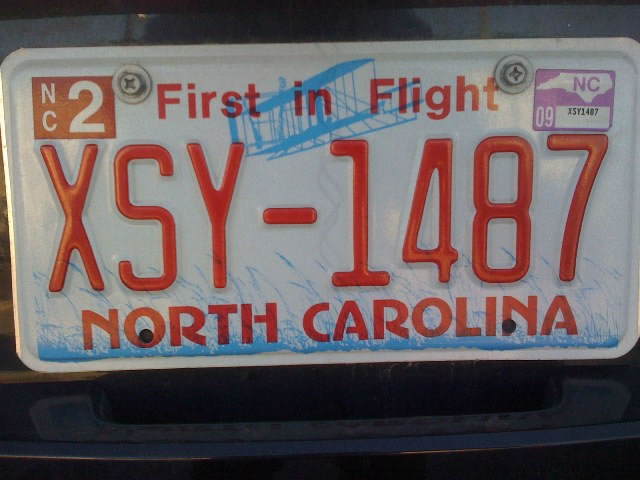 NC 2 First in Flight NC
09 XSY1487
XSY-1487
NORTH CAROLINA